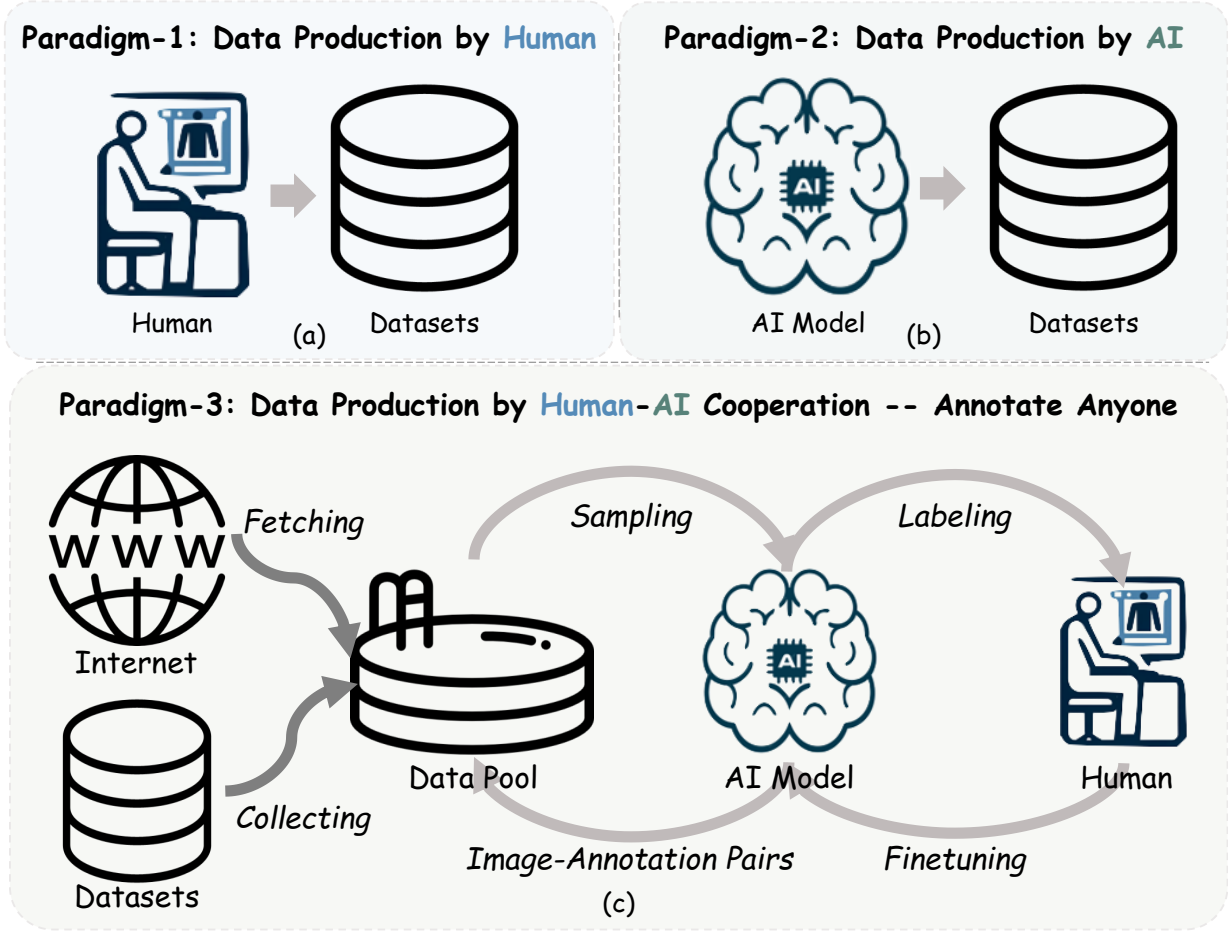 Paradigm-1: Data Production by Human
AI
Human
(a)
Datasets
Paradigm-2: Data Production by AI
AI
AI Model
(b)
Datasets
Paradigm-3: Data Production by Human-AI Cooperation -- Annotate Anyone
WWW
Internet
Fetching
Datasets
Collecting
Data Pool
Sampling
Image-Annotation Pairs
AI
AI Model
Labeling
Finetuning
Human
(c)